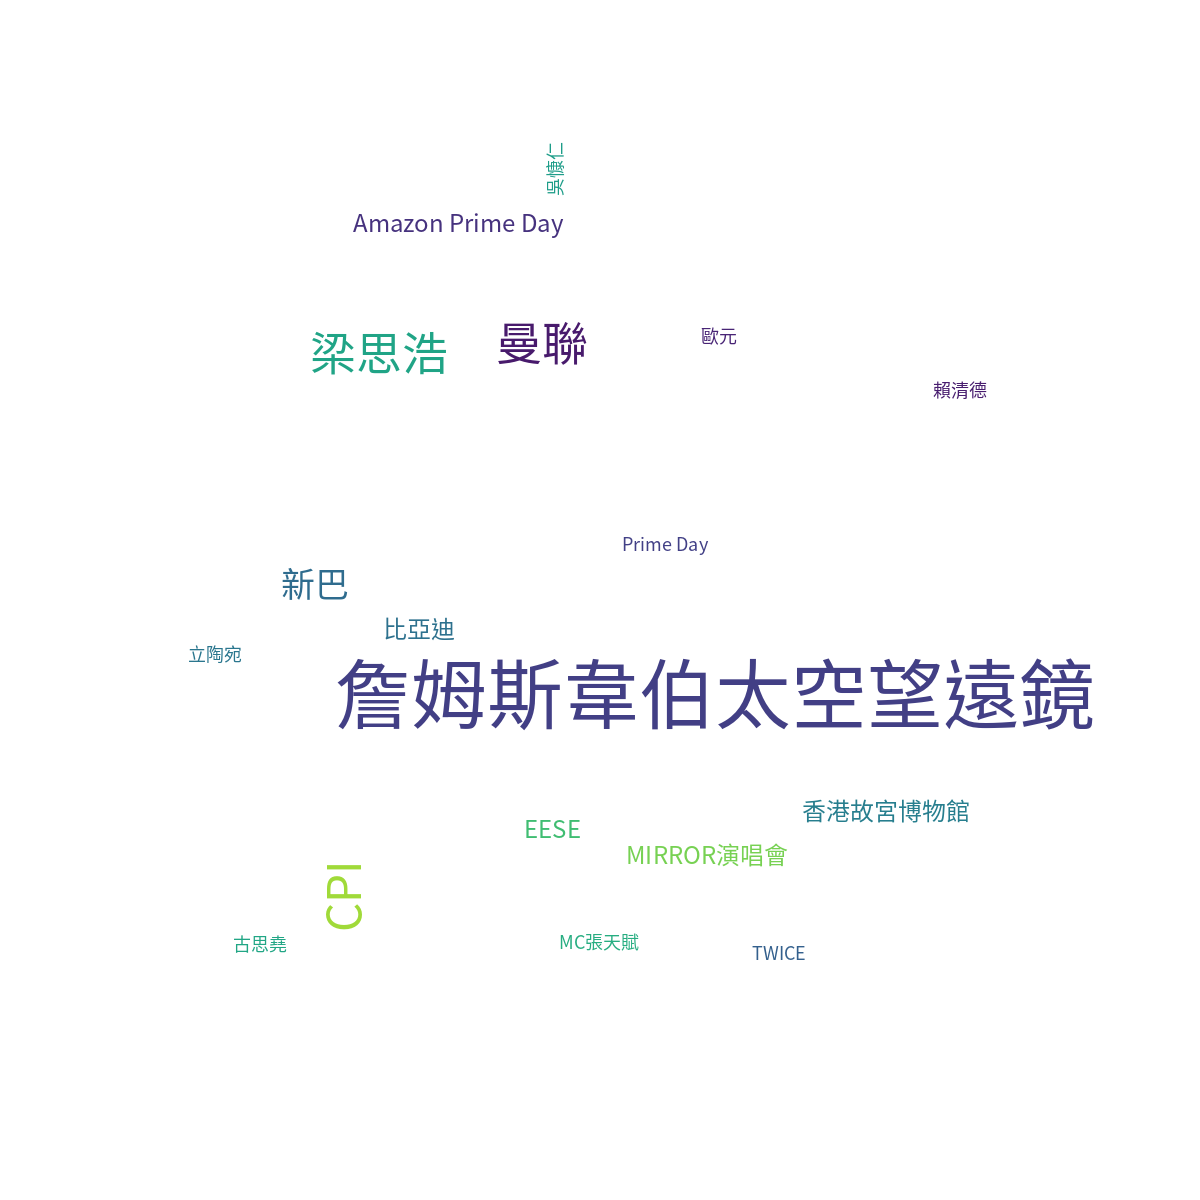 吳慷仁
Amazon Prime Day
梁思浩
曼聯
歐元
賴清德
Prime Day
新巴
比亞迪
立陶宛
詹姆斯韋伯太空望遠鏡
香港故宮博物館
EESE
MIRROR演唱會
CPI
古思堯
MC張天賦
TWICE